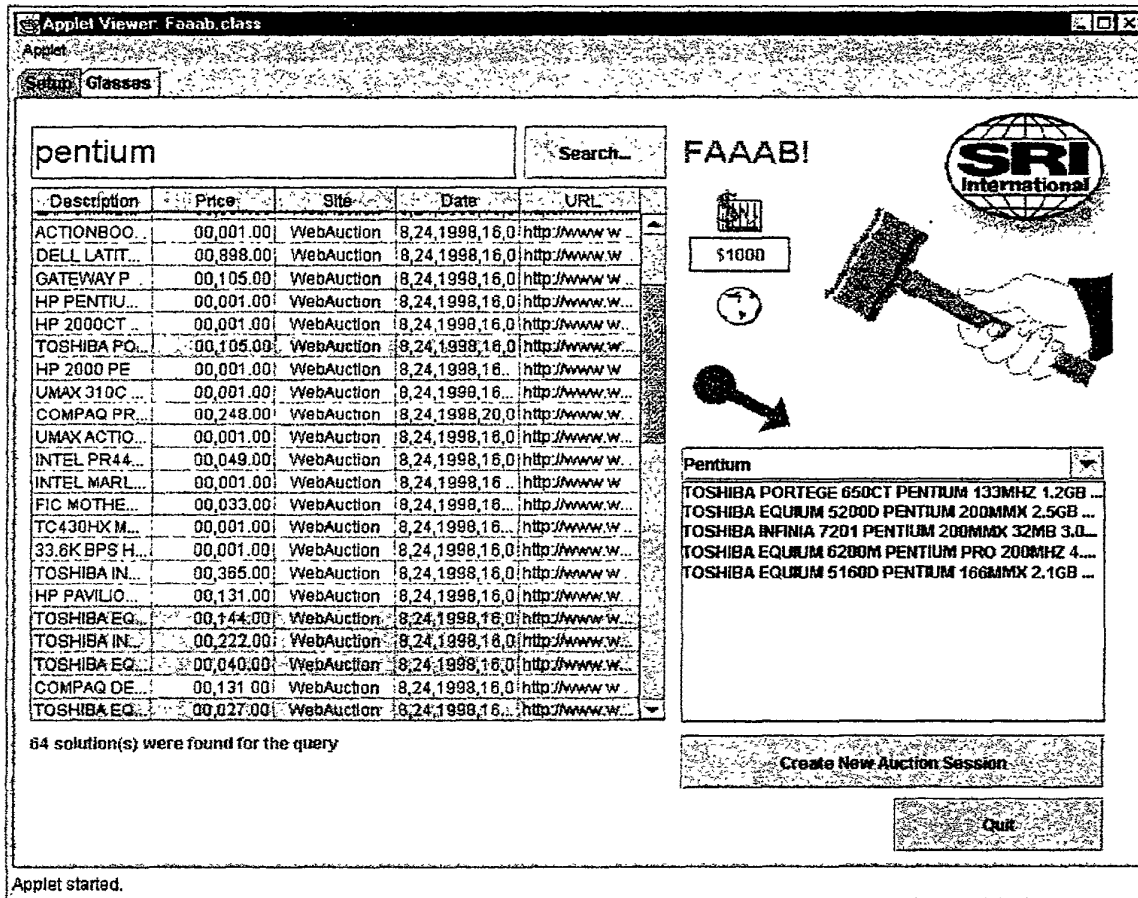 Applet Viewer: Faaab.class
Applet
Setup Glasses
pentium Search... FAAAB! SRI International
Description Price Site Date URL
ACTIONBOO... 00,001.00 WebAuction 8,24,1998,16,0 http://www.w...
DELL LATIT... 00,898.00 WebAuction 8,24,1998,16,0 http://www.w...
$1000
GATEWAY P... 00,105.00 WebAuction 8,24,1998,16,0 http://www.w...
HP PENTIU... 00,001.00 WebAuction 8,24,1998,16,0 http://www.w...
HP 2000CT ... 00,001.00 WebAuction 8,24,1998,16,0 http://www.w...
TOSHIBA PO... 00,105.00 WebAuction 8,24,1998,16,0 http://www.w...
HP 2000 PE... 00,001.00 WebAuction 8,24,1998,16... http://www.w...
UMAX 310C ... 00,001.00 WebAuction 8,24,1998,16... http://www.w...
COMPAQ PR... 00,248.00 WebAuction 8,24,1998,20,0 http://www.w...
UMAX ACTIO... 00,001.00 WebAuction 8,24,1998,16,0 http://www.w...
INTEL PR44... 00,049.00 WebAuction 8,24,1998,16,0 http://www.w...
INTEL MARL... 00,001.00 WebAuction 8,24,1998,16... http://www.w...
FIC MOTHE... 00,033.00 WebAuction 8,24,1998,16... http://www.w...
TC430HX M... 00,001.00 WebAuction 8,24,1998,16,0 http://www.w...
33.6K BPS H... 00,001.00 WebAuction 8,24,1998,16,0 http://www.w...
TOSHIBA IN... 00,365.00 WebAuction 8,24,1998,16,0 http://www.w...
HP PAVILIO... 00,131.00 WebAuction 8,24,1998,16,0 http://www.w...
TOSHIBA EQ... 00,144.00 WebAuction 8,24,1998,16,0 http://www.w...
TOSHIBA IN... 00,222.00 WebAuction 8,24,1998,16,0 http://www.w...
TOSHIBA EQ... 00,040.00 WebAuction 8,24,1998,16,0 http://www.w...
COMPAQ DE... 00,131.00 WebAuction 8,24,1998,16,0 http://www.w...
TOSHIBA EQ... 00,027.00 WebAuction 8,24,1998,16... http://www.w...
64 solution(s) were found for the query
Pentium
TOSHIBA PORTEGE 650CT PENTIUM 133MHZ 1.2GB ...
TOSHIBA EQUIUM 5200D PENTIUM 200MMX 2.5GB ...
TOSHIBA INFINIA 7201 PENTIUM 200MMX 32MB 3.0...
TOSHIBA EQUIUM 6200M PENTIUM PRO 200MHZ 4....
TOSHIBA EQUIUM 5160D PENTIUM 166MMX 2.1GB ...
Create New Auction Session
Quit
Applet started.